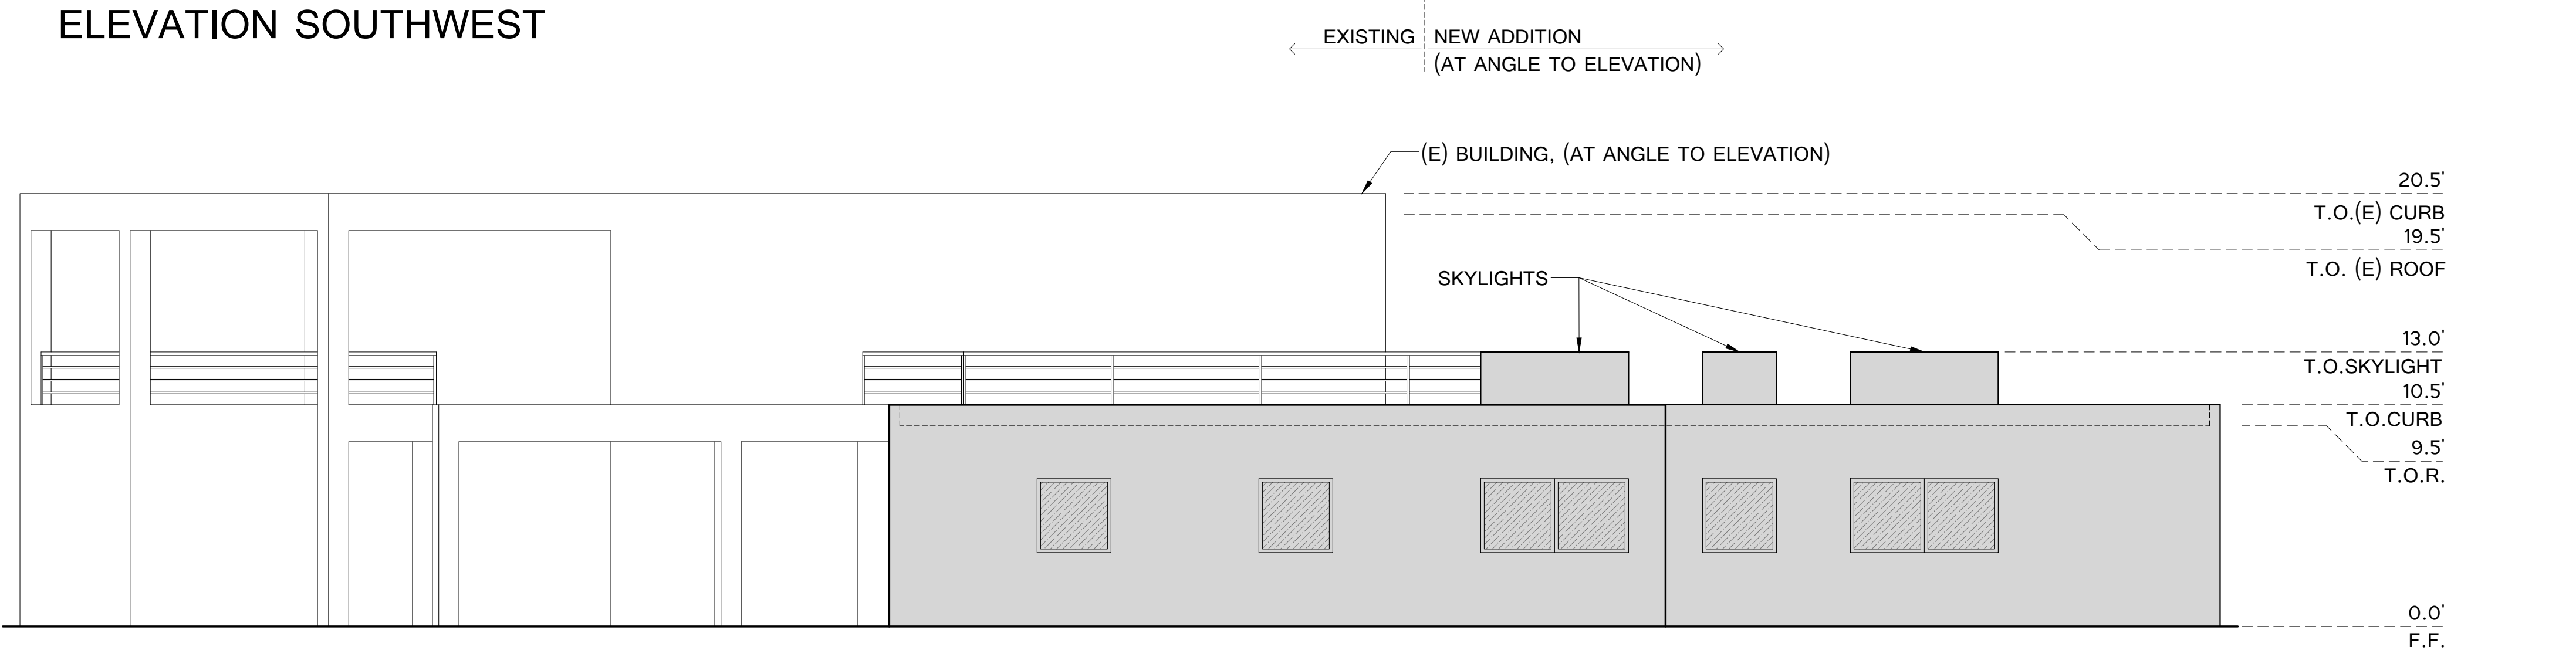 ELEVATION SOUTHWEST
EXISTING
NEW ADDITION
(AT ANGLE TO ELEVATION)
(E) BUILDING, (AT ANGLE TO ELEVATION)
20.5'
T.O.(E) CURB
19.5'
T.O. (E) ROOF
SKYLIGHTS
13.0'
T.O.SKYLIGHT
10.5'
T.O.CURB
9.5'
T.O.R.
0.0'
F.F.